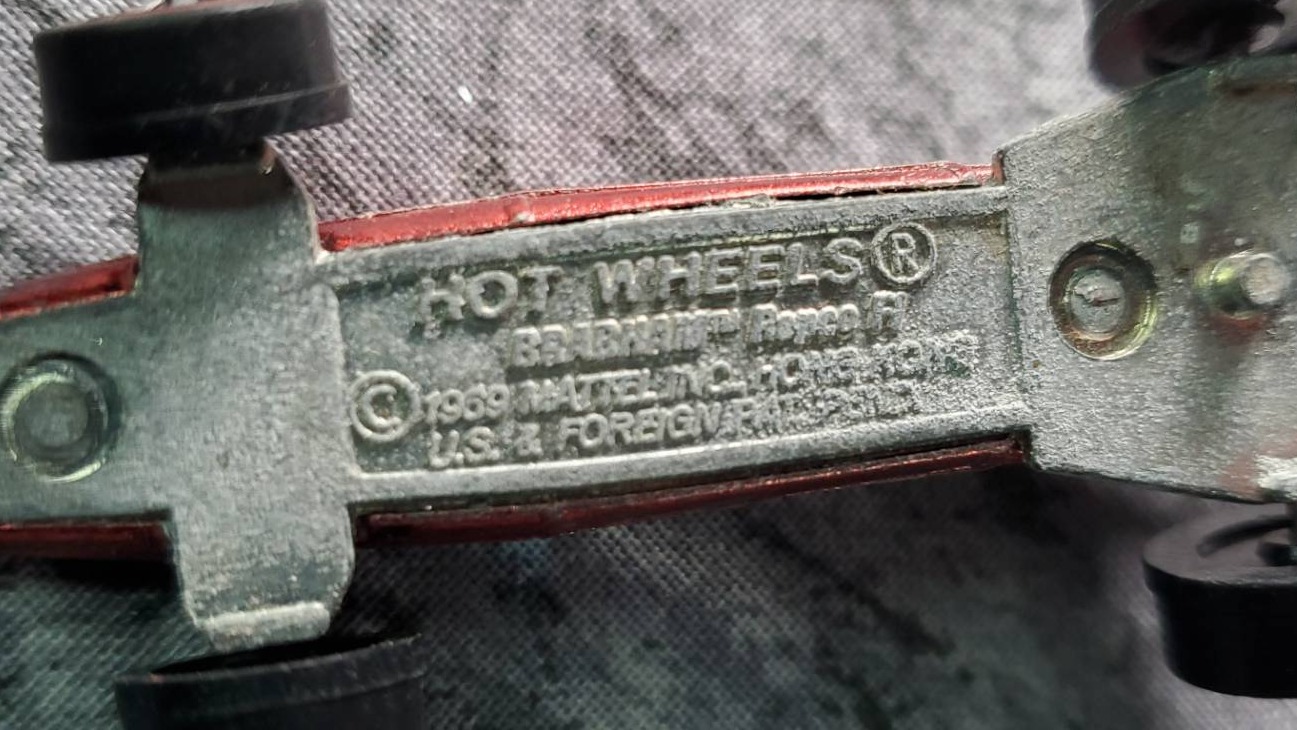 HOT WHEELS®
BRABHAM™ Repco F1
©1969 MATTEL, INC., HONG KONG
U.S. & FOREIGN PAT. PEND.